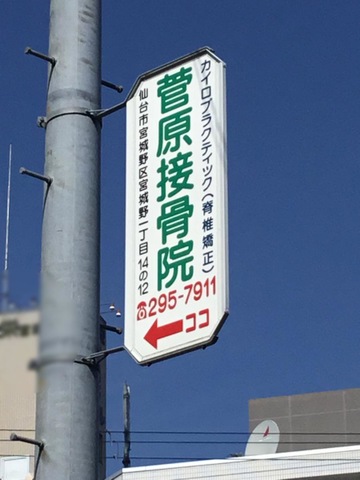 カイロプラクティック(脊椎矯正)
菅原接骨院
仙台市宮城野区宮城野一丁目14の12
☎295-7911
←ココ